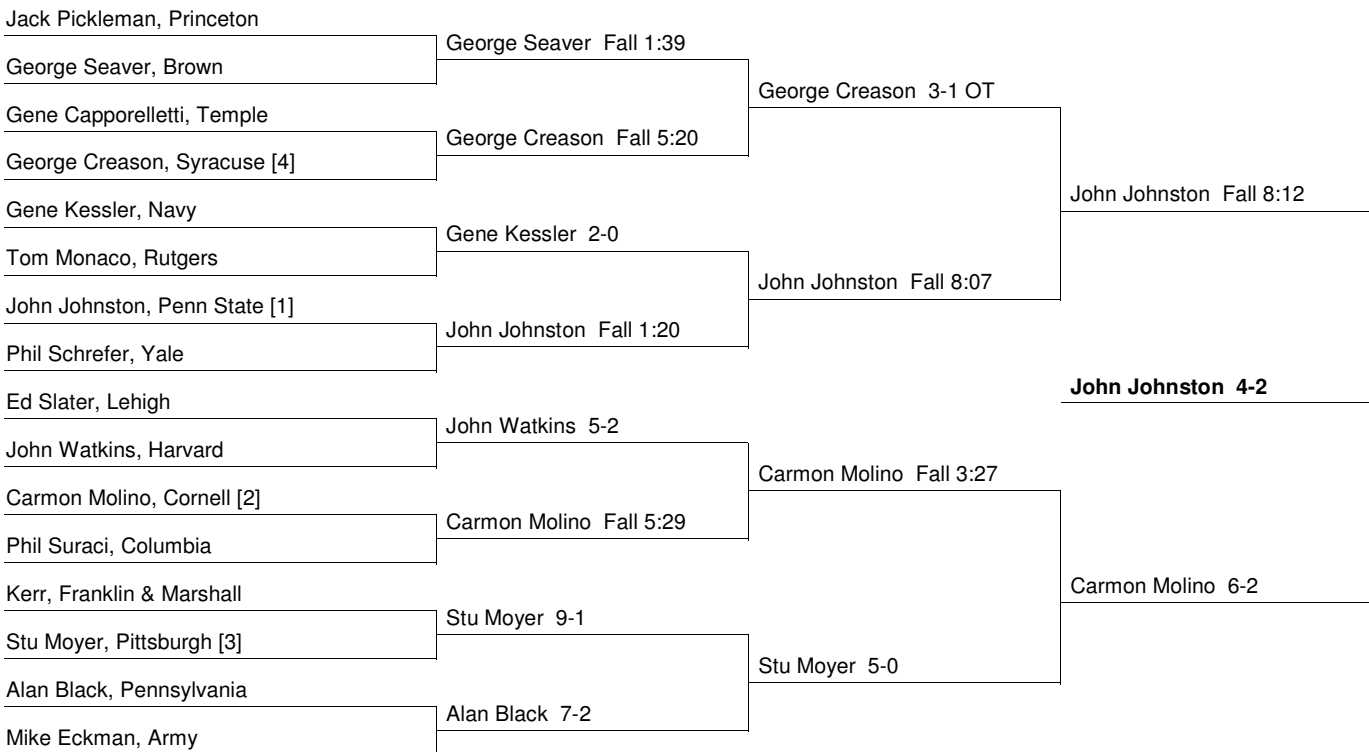 Jack Pickleman, Princeton
George Seaver, Brown
Gene Capporelletti, Temple
George Creason, Syracuse [4]
Gene Kessler, Navy
Tom Monaco, Rutgers
John Johnston, Penn State [1]
Phil Schrefer, Yale
Ed Slater, Lehigh
John Watkins, Harvard
Carmon Molino, Cornell [2]
Phil Suraci, Columbia
Kerr, Franklin & Marshall
Stu Moyer, Pittsburgh [3]
Alan Black, Pennsylvania
Mike Eckman, Army
George Seaver Fall 1:39
George Creason Fall 5:20
Gene Kessler 2-0
John Johnston Fall 1:20
John Watkins 5-2
Carmon Molino Fall 5:29
Stu Moyer 9-1
Alan Black 7-2
George Creason 3-1 OT
John Johnston Fall 8:07
Carmon Molino Fall 3:27
Stu Moyer 5-0
John Johnston Fall 8:12
John Johnston 4-2
Carmon Molino 6-2